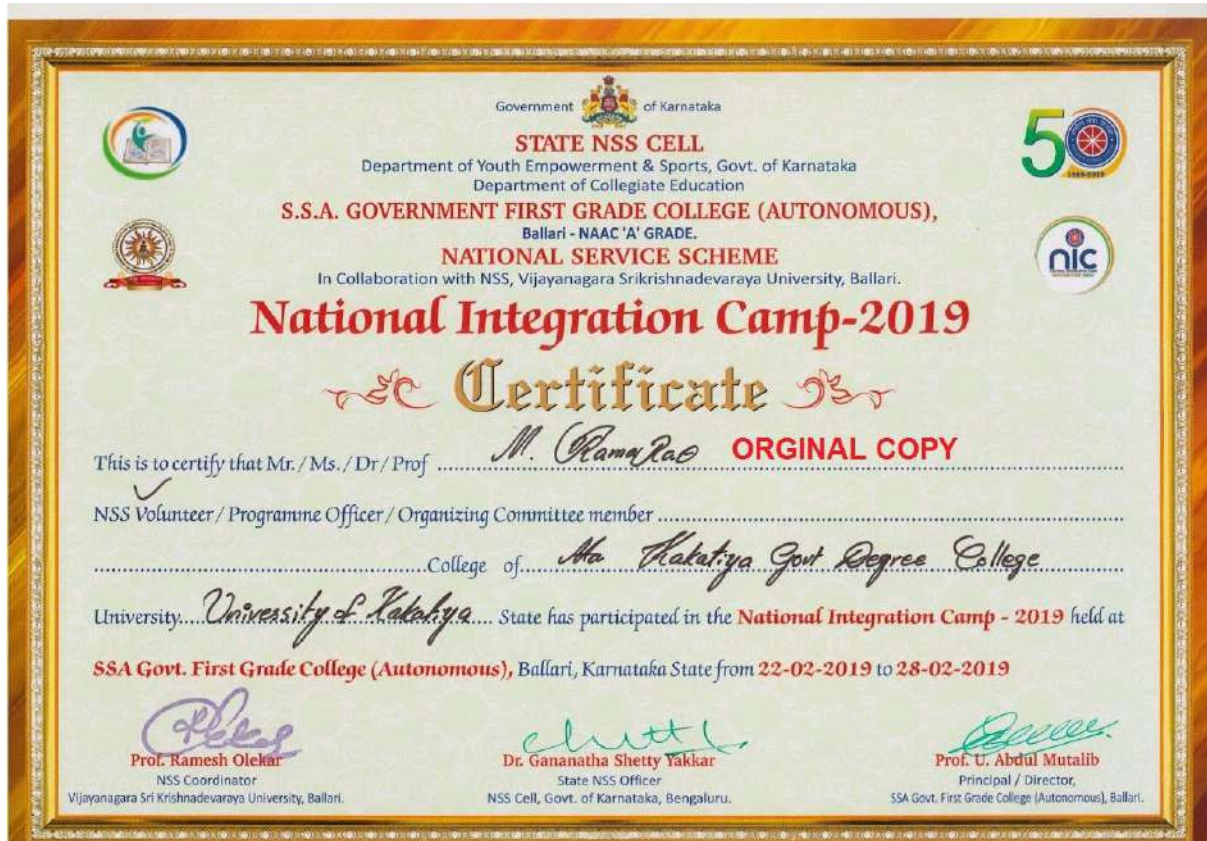 Government of Karnataka
STATE NSS CELL
Department of Youth Empowerment & Sports, Govt. of Karnataka
Department of Collegiate Education
S.S.A. GOVERNMENT FIRST GRADE COLLEGE (AUTONOMOUS),
Ballari - NAAC 'A' GRADE.
NATIONAL SERVICE SCHEME
In Collaboration with NSS, Vijayanagara Srikrishnadevaraya University, Ballari.
50
1969-2019
nic
National Integration Camp-2019
Certificate
This is to certify that Mr./Ms./Dr/Prof M. Rama Rao ORGINAL COPY
NSS Volunteer / Programme Officer / Organizing Committee member
College of Kakatiya Govt Degree College
University University of Kakatiya State has participated in the National Integration Camp - 2019 held at
SSA Govt. First Grade College (Autonomous), Ballari, Karnataka State from 22-02-2019 to 28-02-2019
Prof. Ramesh Olekar
NSS Coordinator
Vijayanagara Sri Krishnadevaraya University, Ballari.
Dr. Gananatha Shetty Yakkar
State NSS Officer
NSS Cell, Govt. of Karnataka, Bengaluru.
Prof. U. Abdul Mutalib
Principal / Director,
SSA Govt. First Grade College (Autonomous), Ballari.